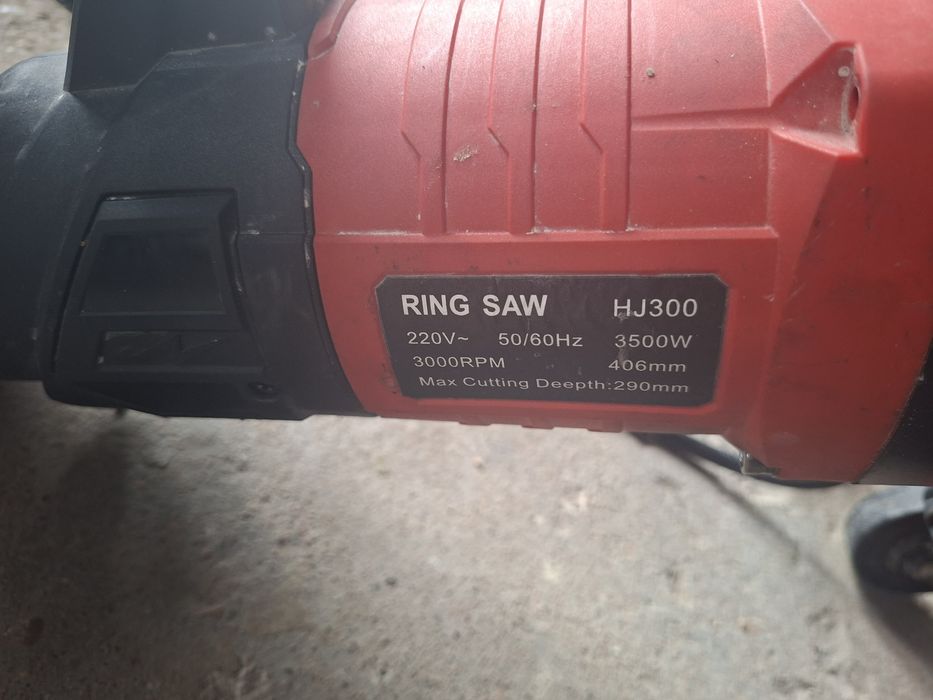 RING SAW HJ300
220V~ 50/60Hz 3500W
3000RPM 406mm
Max Cutting Deepth:290mm